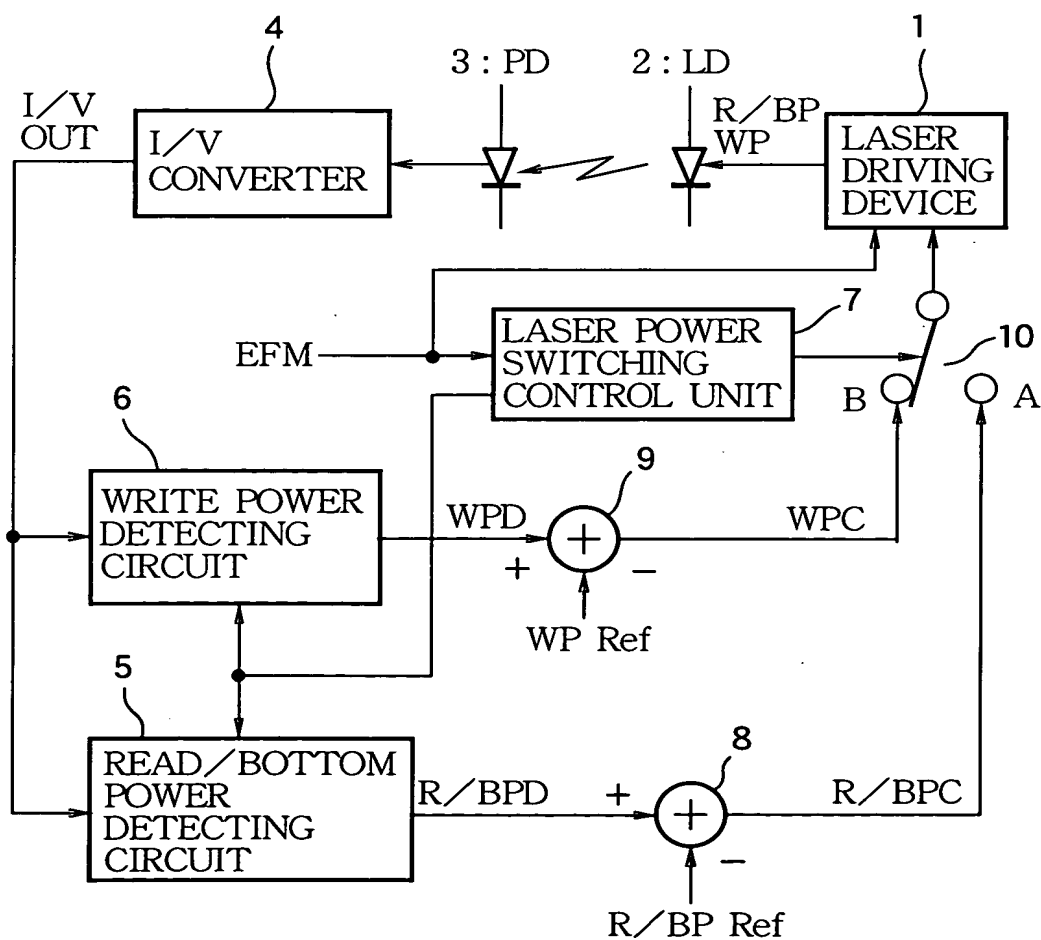 4
1
3 : PD
2 : LD
I/V
OUT
I/V
CONVERTER
R/BP
WP
LASER
DRIVING
DEVICE
7
EFM
LASER POWER
SWITCHING
CONTROL UNIT
10
B
A
6
WRITE POWER
DETECTING
CIRCUIT
WPD
9
+
+
−
WPC
WP Ref
5
READ/BOTTOM
POWER
DETECTING
CIRCUIT
R/BPD
8
+
+
−
R/BPC
R/BP Ref